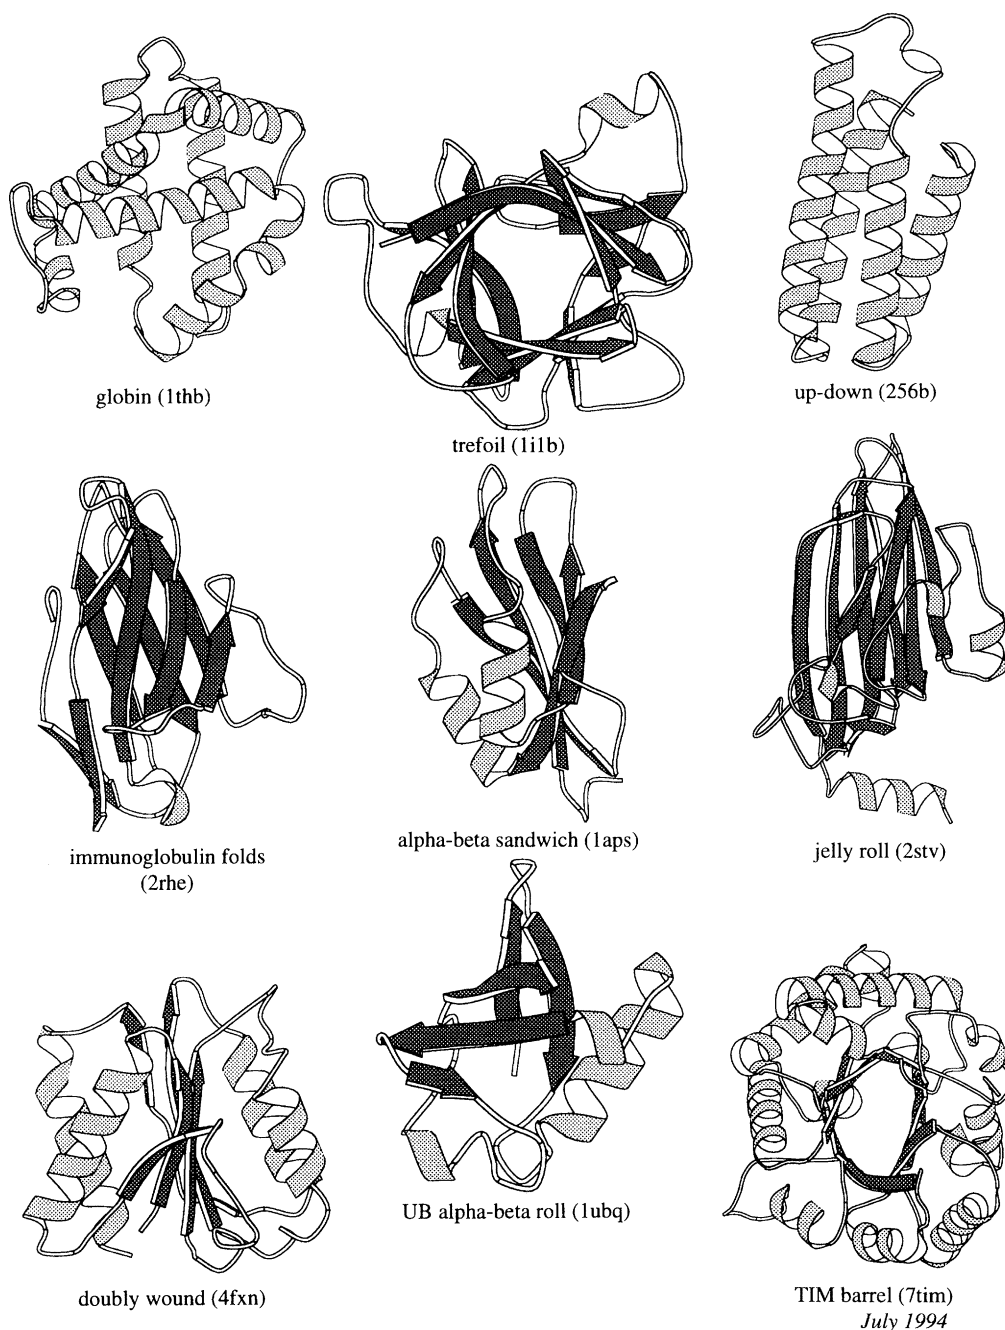 globin (1thb)
trefoil (1i1b)
up-down (256b)
immunoglobulin folds
(2rhe)
alpha-beta sandwich (1aps)
jelly roll (2stv)
doubly wound (4fxn)
UB alpha-beta roll (1ubq)
TIM barrel (7tim)
July 1994